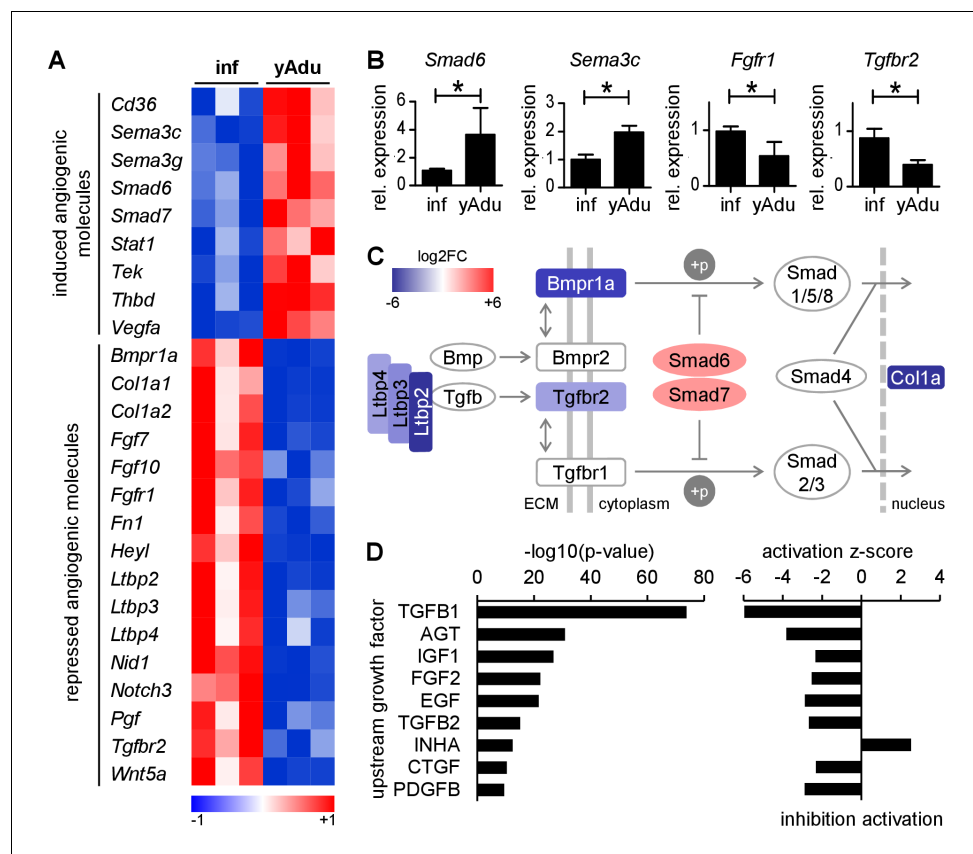 A
inf yAdu
induced angiogenic
molecules
Cd36
Sema3c
Sema3g
Smad6
Smad7
Stat1
Tek
Thbd
Vegfa
repressed angiogenic molecules
Bmpr1a
Col1a1
Col1a2
Fgf7
Fgf10
Fgfr1
Fn1
Heyl
Ltbp2
Ltbp3
Ltbp4
Nid1
Notch3
Pgf
Tgfbr2
Wnt5a
-1 +1
B
Smad6
*
rel. expression
6
4
2
0
inf yAdu
Sema3c
*
rel. expression
3
2
1
0
inf yAdu
Fgfr1
*
rel. expression
1
0
inf yAdu
Tgfbr2
*
rel. expression
1
0
inf yAdu
C
log2FC
-6 +6
Bmpr1a
+p
Smad
1/5/8
Ltbp4
Ltbp3
Ltbp2
Bmp
Bmpr2
Smad6
Tgfb
Tgfbr2
Smad7
Smad4
Col1a
Tgfbr1
+p
Smad
2/3
ECM
cytoplasm
nucleus
D
-log10(p-value)
0 20 40 60 80
activation z-score
-6 -4 -2 0 2 4
upstream growth factor
TGFB1
AGT
IGF1
FGF2
EGF
TGFB2
INHA
CTGF
PDGFB
inhibition activation